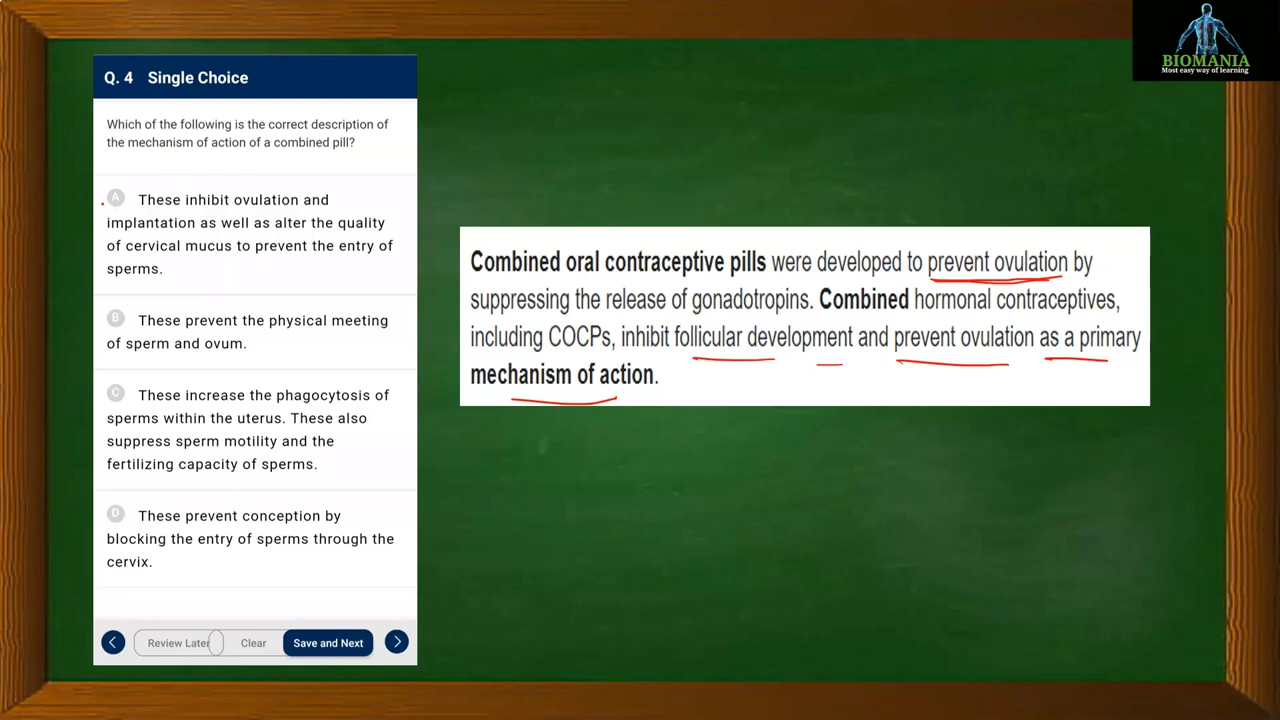 BIOMANIA
Most easy way of learning
Q. 4 Single Choice
Which of the following is the correct description of
the mechanism of action of a combined pill?
A These inhibit ovulation and
implantation as well as alter the quality
of cervical mucus to prevent the entry of
sperms.
B These prevent the physical meeting
of sperm and ovum.
C These increase the phagocytosis of
sperms within the uterus. These also
suppress sperm motility and the
fertilizing capacity of sperms.
D These prevent conception by
blocking the entry of sperms through the
cervix.
Review Later Clear Save and Next
Combined oral contraceptive pills were developed to prevent ovulation by
suppressing the release of gonadotropins. Combined hormonal contraceptives,
including COCPs, inhibit follicular development and prevent ovulation as a primary
mechanism of action.